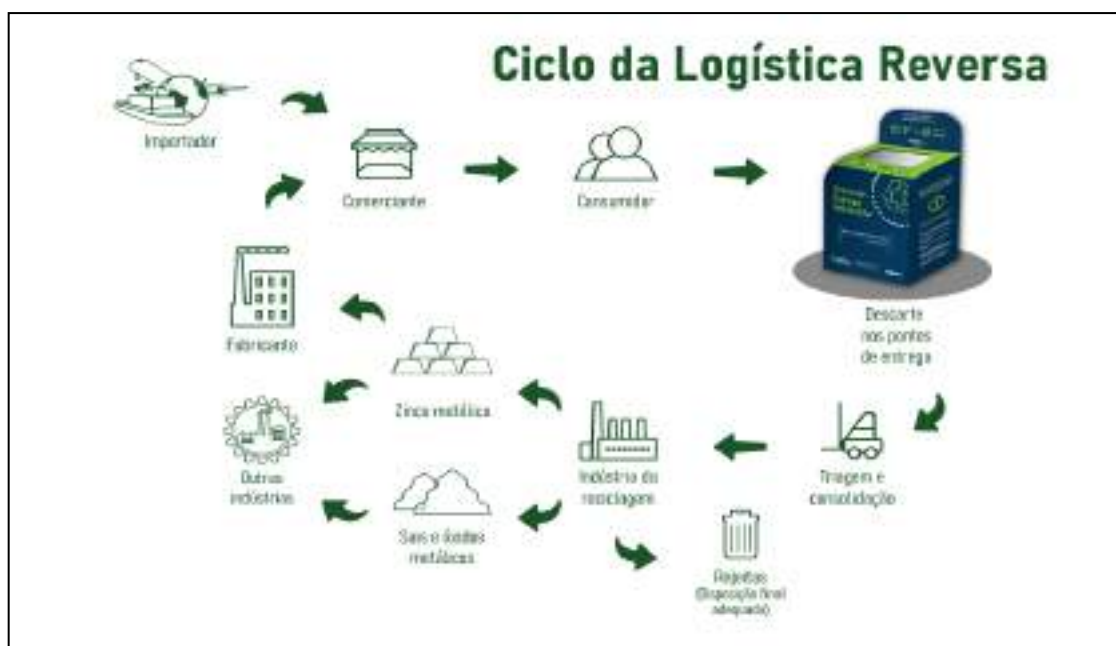 Ciclo da Logística Reversa
Importador
Comerciante
Consumidor
Descarte
nos pontos
de entrega
Fabricante
Zinco metálico
Outras
indústrias
Indústria da
reciclagem
Triagem e
consolidação
Sais e óxidos
metálicos
Rejeitos
(Disposição final
adequada)